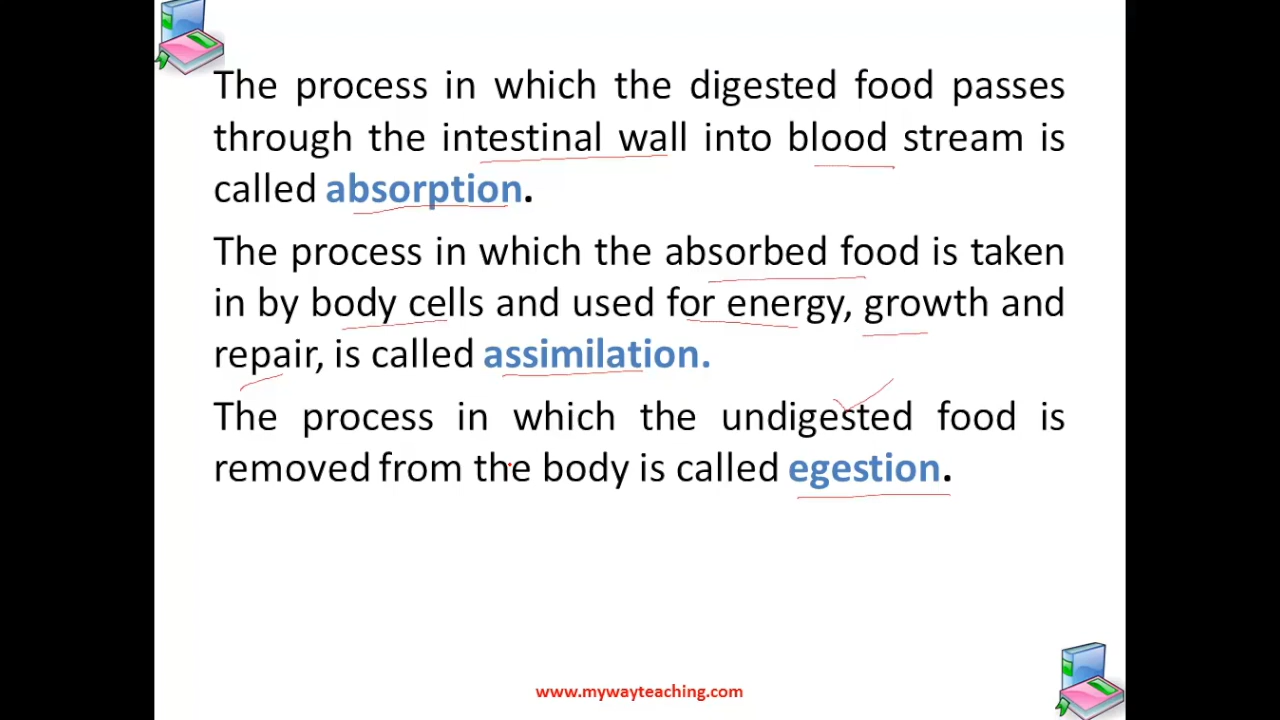 The process in which the digested food passes
through the intestinal wall into blood stream is
called absorption.
The process in which the absorbed food is taken
in by body cells and used for energy, growth and
repair, is called assimilation.
The process in which the undigested food is
removed from the body is called egestion.
www.mywayteaching.com